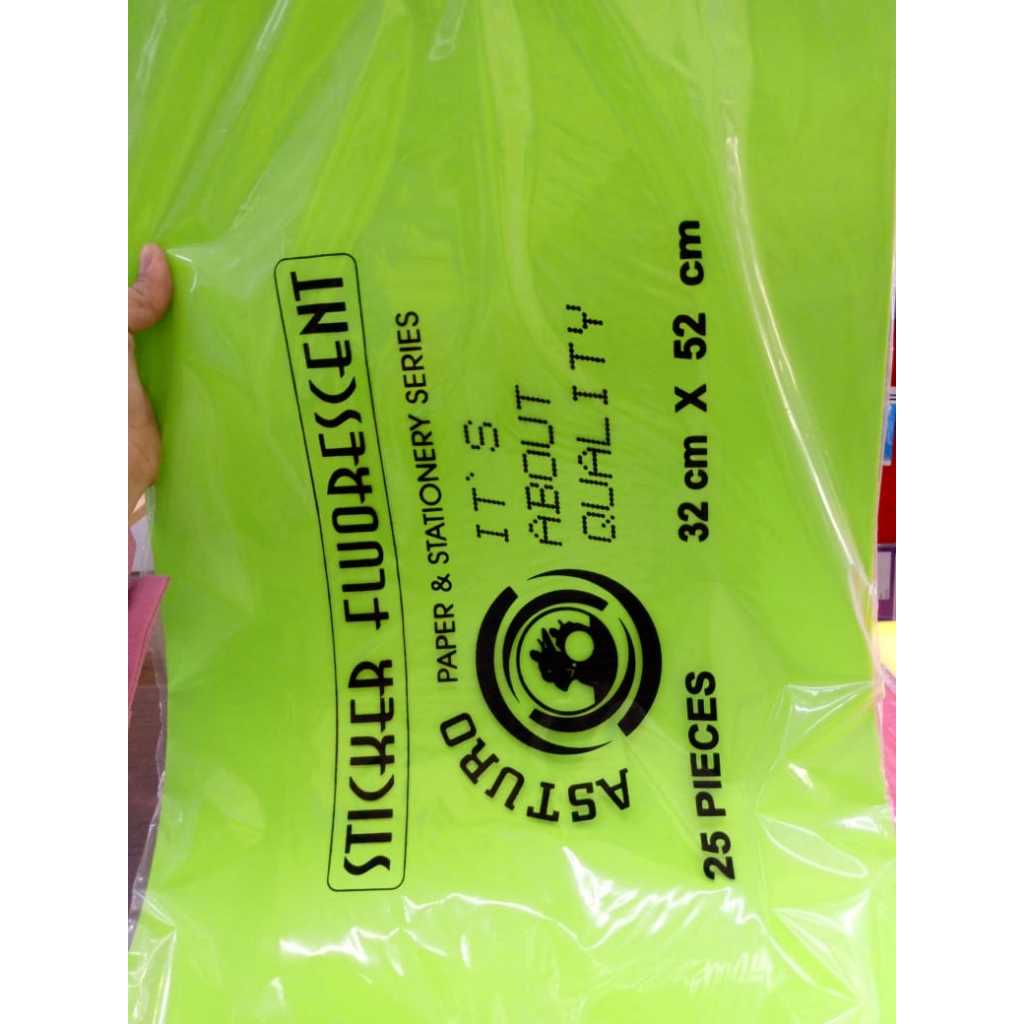 STICKER FLUORESCENT
PAPER & STATIONERY SERIES
ASTURO
IT'S
ABOUT
QUALITY
25 PIECES
32 cm X 52 cm